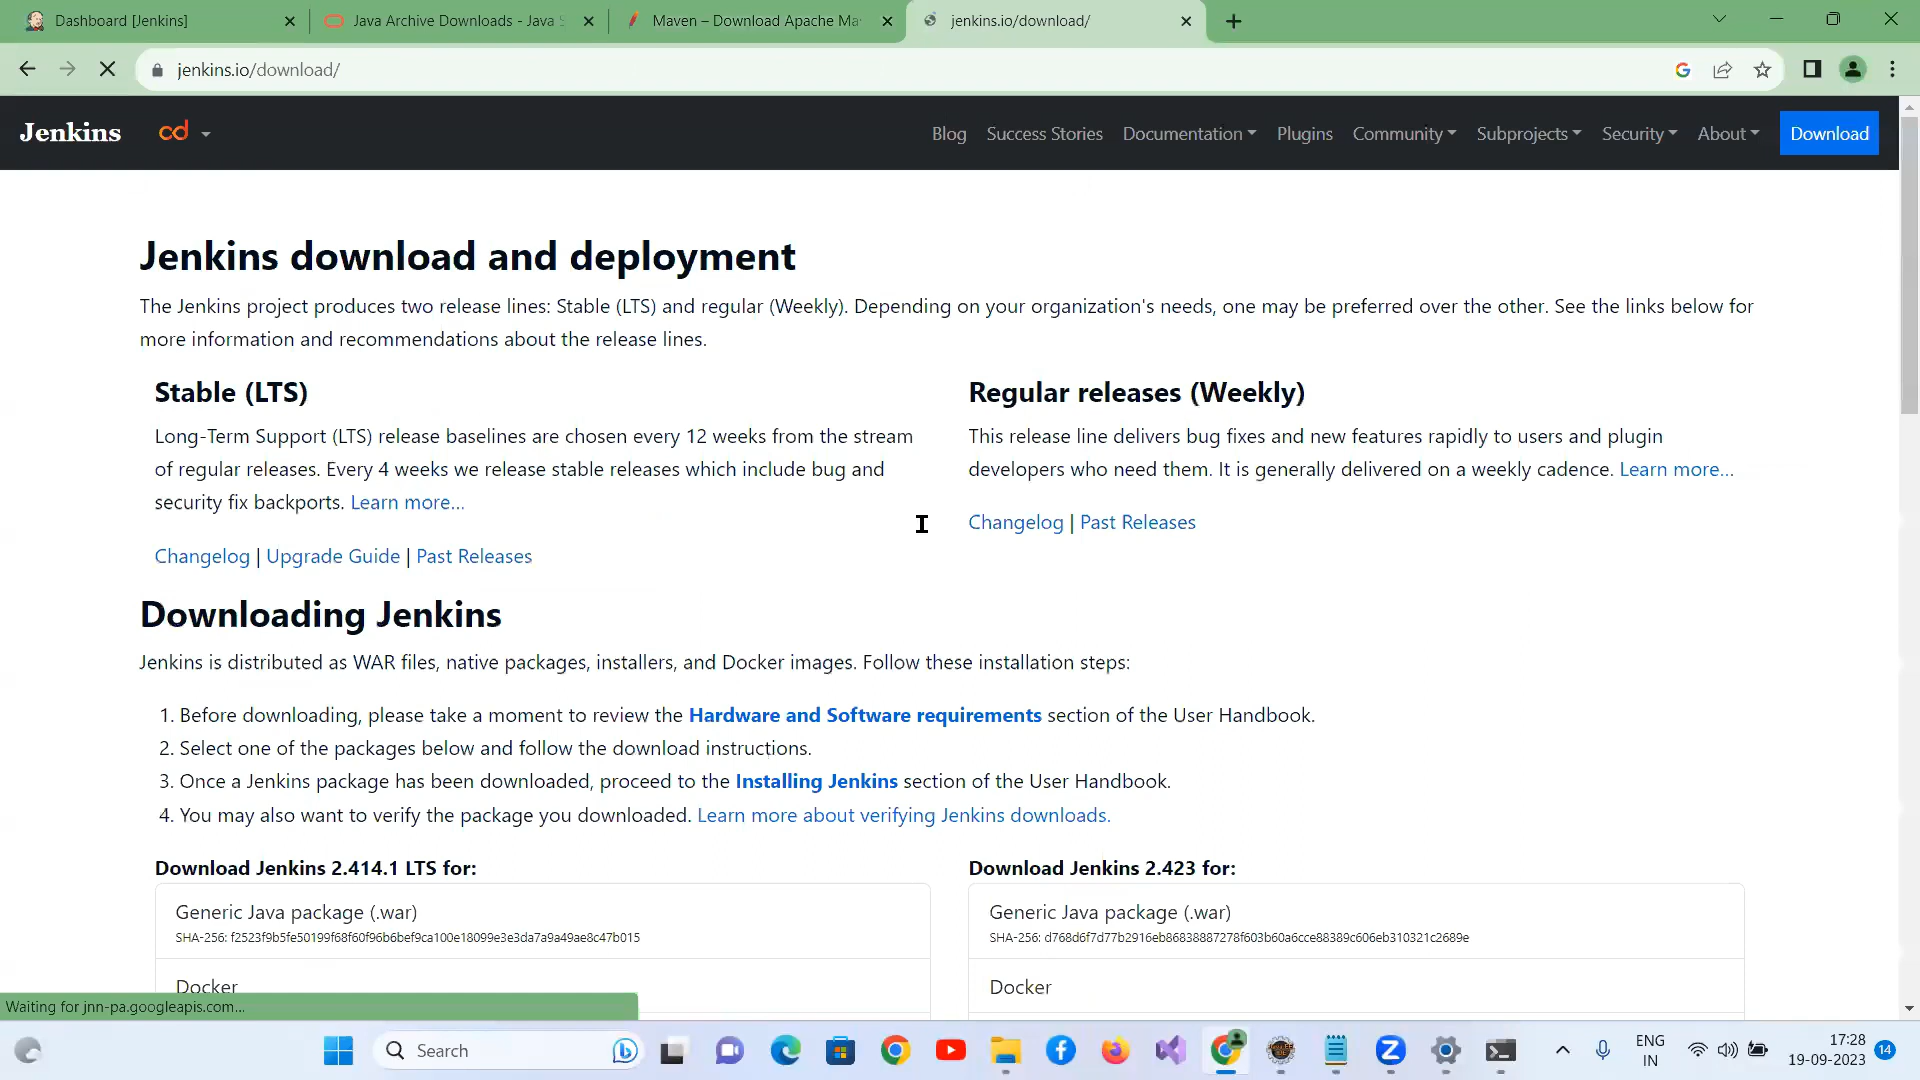 Dashboard [Jenkins]
Java Archive Downloads - Java S
Maven – Download Apache Ma
jenkins.io/download/
jenkins.io/download/
Jenkins
cd
Blog
Success Stories
Documentation
Plugins
Community
Subprojects
Security
About
Download
Jenkins download and deployment
The Jenkins project produces two release lines: Stable (LTS) and regular (Weekly). Depending on your organization's needs, one may be preferred over the other. See the links below for
more information and recommendations about the release lines.
Stable (LTS)
Long-Term Support (LTS) release baselines are chosen every 12 weeks from the stream
of regular releases. Every 4 weeks we release stable releases which include bug and
security fix backports. Learn more...
Changelog | Upgrade Guide | Past Releases
Regular releases (Weekly)
This release line delivers bug fixes and new features rapidly to users and plugin
developers who need them. It is generally delivered on a weekly cadence. Learn more...
Changelog | Past Releases
Downloading Jenkins
Jenkins is distributed as WAR files, native packages, installers, and Docker images. Follow these installation steps:
1. Before downloading, please take a moment to review the Hardware and Software requirements section of the User Handbook.
2. Select one of the packages below and follow the download instructions.
3. Once a Jenkins package has been downloaded, proceed to the Installing Jenkins section of the User Handbook.
4. You may also want to verify the package you downloaded. Learn more about verifying Jenkins downloads.
Download Jenkins 2.414.1 LTS for:
Generic Java package (.war)
SHA-256: f2523f9b5fe50199f68f60f96b6bef9ca100e18099e3e3da7a9a49ae8c47b015
Docker
Download Jenkins 2.423 for:
Generic Java package (.war)
SHA-256: d768d6f7d77b2916eb86838887278f603b60a6cce88389c606eb310321c2689e
Docker
Waiting for jnn-pa.googleapis.com...
Search
ENG
IN
17:28
19-09-2023
14